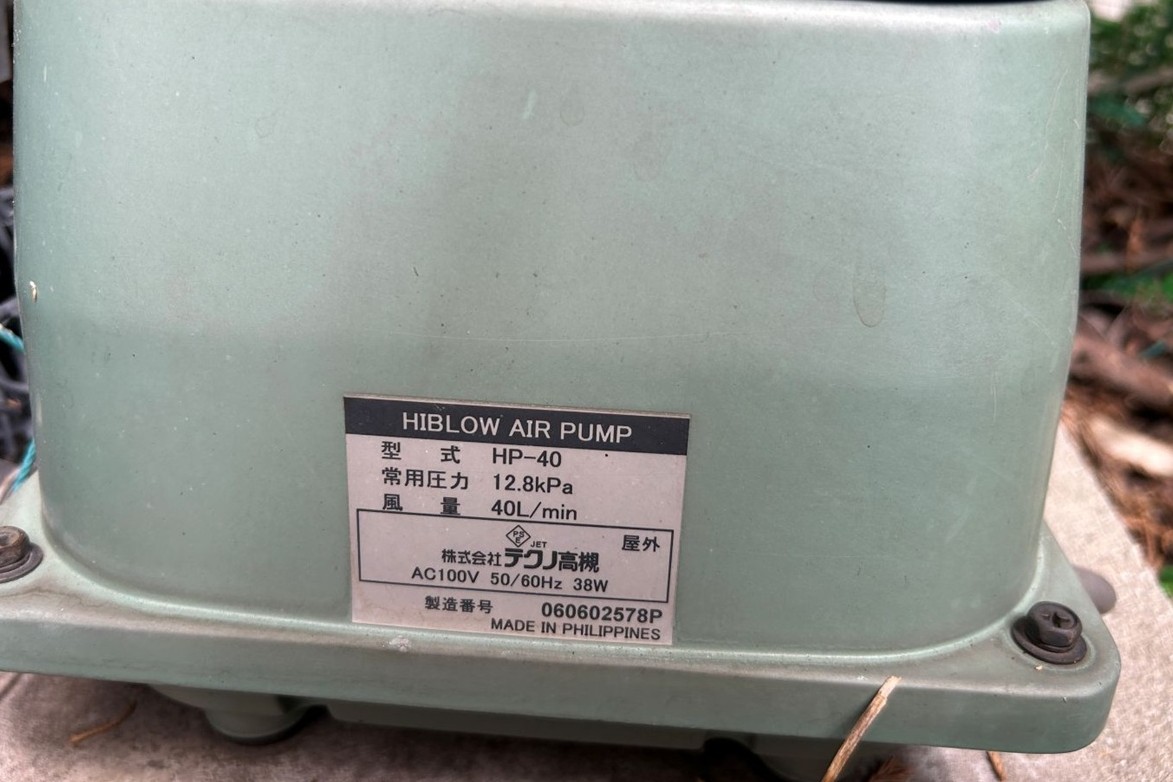 HIBLOW AIR PUMP
型 式 HP-40
常用圧力 12.8kPa
風 量 40L/min
PS
E JET 屋外
株式会社テクノ高槻
AC100V 50/60Hz 38W
製造番号 060602578P
MADE IN PHILIPPINES